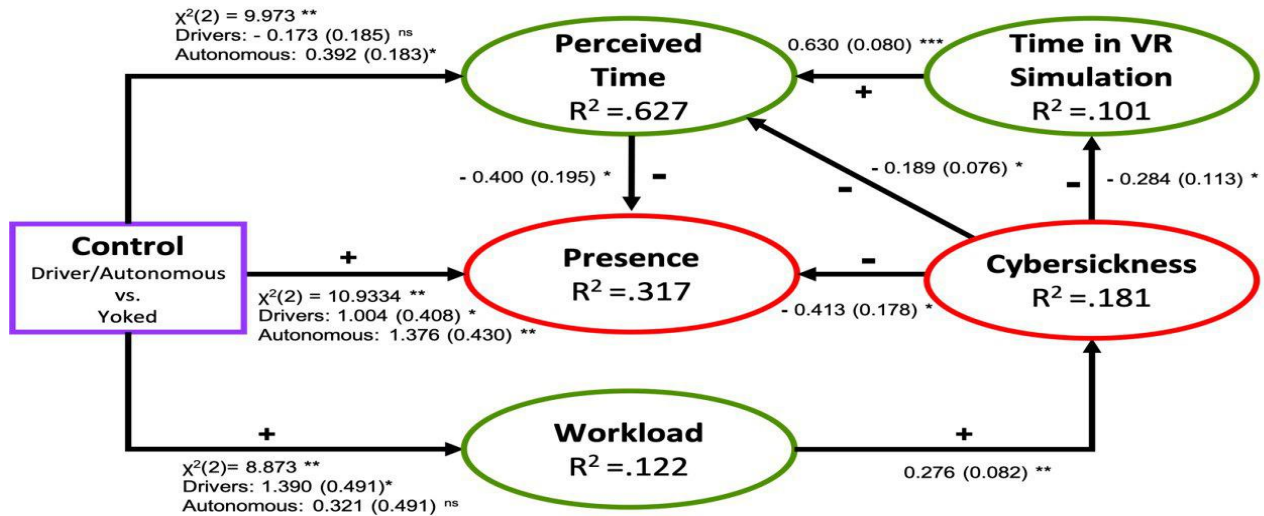 χ²(2) = 9.973 **
Drivers: - 0.173 (0.185) ns
Autonomous: 0.392 (0.183)*
Perceived
Time
R² =.627
0.630 (0.080) ***
+
Time in VR
Simulation
R² =.101
- 0.400 (0.195) *
-
- 0.189 (0.076) *
-
-
- 0.284 (0.113) *
Control
Driver/Autonomous
vs.
Yoked
+
χ²(2) = 10.9334 **
Drivers: 1.004 (0.408) *
Autonomous: 1.376 (0.430) **
Presence
R² =.317
-
- 0.413 (0.178) *
Cybersickness
R² =.181
+
χ²(2)= 8.873 **
Drivers: 1.390 (0.491)*
Autonomous: 0.321 (0.491) ns
Workload
R² =.122
+
0.276 (0.082) **